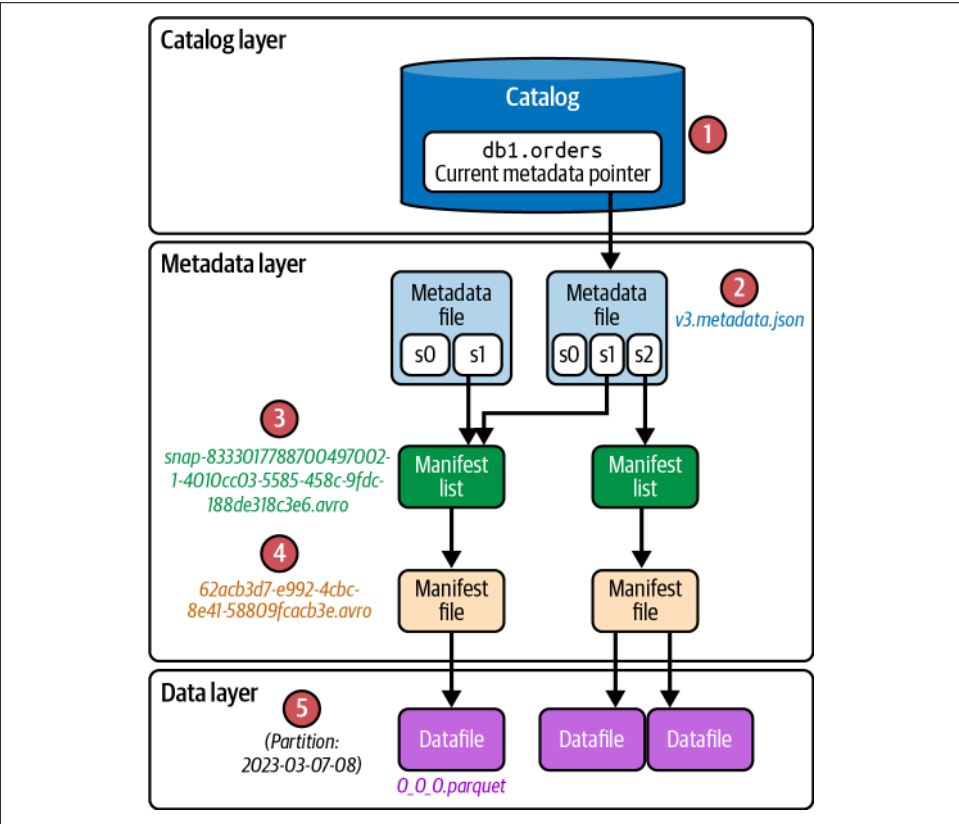 Catalog layer
Catalog
1
db1.orders
Current metadata pointer
Metadata layer
Metadata
file
s0 s1
Metadata
file
s0 s1 s2
2
v3.metadata.json
3
snap-8333017788700497002-
1-4010cc03-5585-458c-9fdc-
188de318c3e6.avro
Manifest
list
Manifest
list
4
62acb3d7-e992-4cbc-
8e41-58809fcacb3e.avro
Manifest
file
Manifest
file
Data layer
5
(Partition:
2023-03-07-08)
Datafile
0_0_0.parquet
Datafile
Datafile